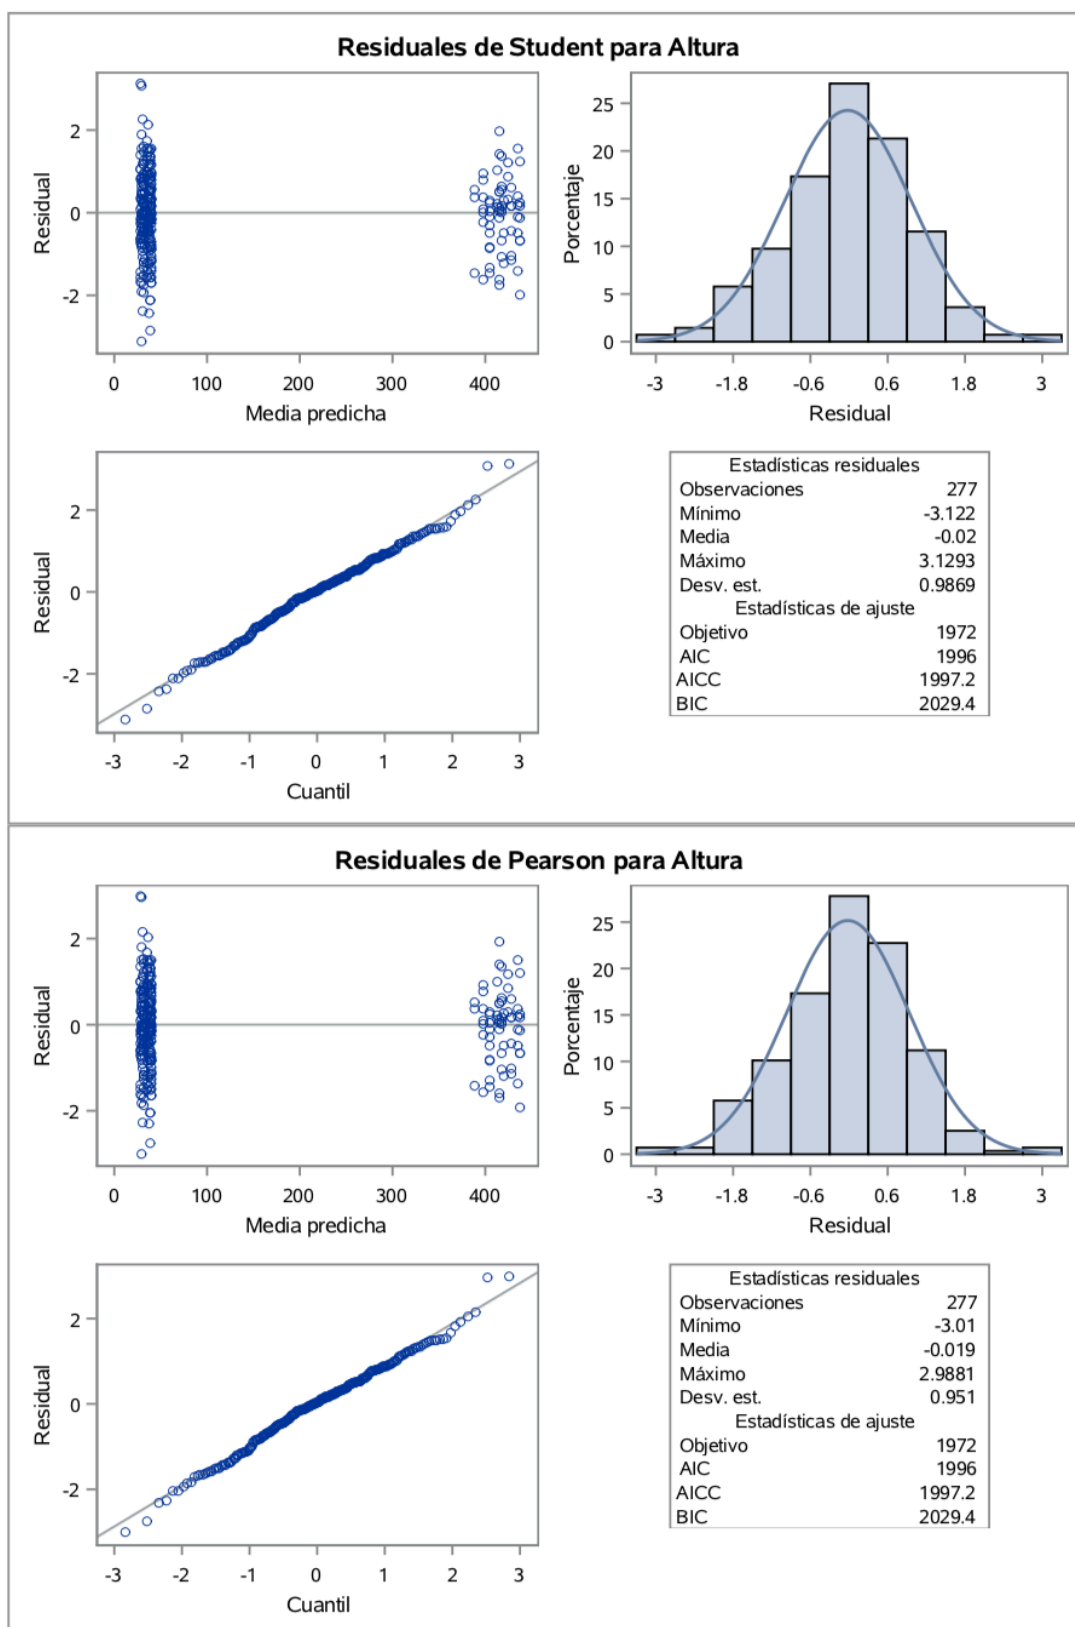 Residuales de Student para Altura
Residual
2
0
-2
0 100 200 300 400
Media predicha
Porcentaje
25
20
15
10
5
0
-3 -1.8 -0.6 0.6 1.8 3
Residual
Residual
2
0
-2
-3 -2 -1 0 1 2 3
Cuantil
Estadísticas residuales
Observaciones 277
Mínimo -3.122
Media -0.02
Máximo 3.1293
Desv. est. 0.9869
Estadísticas de ajuste
Objetivo 1972
AIC 1996
AICC 1997.2
BIC 2029.4
Residuales de Pearson para Altura
Residual
2
0
-2
0 100 200 300 400
Media predicha
Porcentaje
25
20
15
10
5
0
-3 -1.8 -0.6 0.6 1.8 3
Residual
Residual
2
0
-2
-3 -2 -1 0 1 2 3
Cuantil
Estadísticas residuales
Observaciones 277
Mínimo -3.01
Media -0.019
Máximo 2.9881
Desv. est. 0.951
Estadísticas de ajuste
Objetivo 1972
AIC 1996
AICC 1997.2
BIC 2029.4